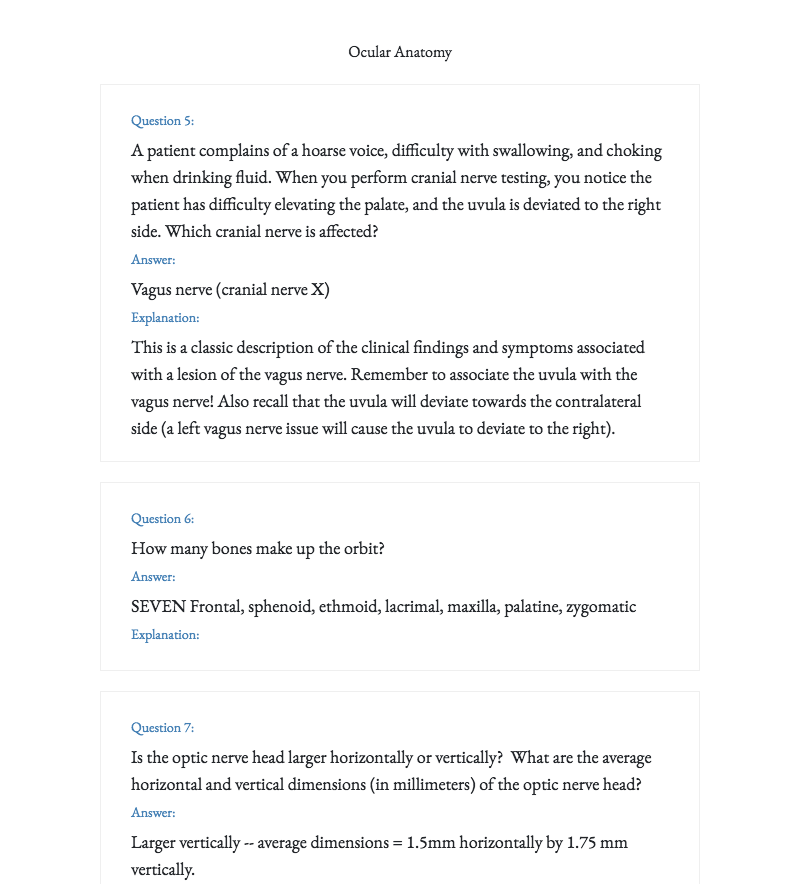 Ocular Anatomy
Question 5:
A patient complains of a hoarse voice, difficulty with swallowing, and choking
when drinking fluid. When you perform cranial nerve testing, you notice the
patient has difficulty elevating the palate, and the uvula is deviated to the right
side. Which cranial nerve is affected?
Answer:
Vagus nerve (cranial nerve X)
Explanation:
This is a classic description of the clinical findings and symptoms associated
with a lesion of the vagus nerve. Remember to associate the uvula with the
vagus nerve! Also recall that the uvula will deviate towards the contralateral
side (a left vagus nerve issue will cause the uvula to deviate to the right).
Question 6:
How many bones make up the orbit?
Answer:
SEVEN Frontal, sphenoid, ethmoid, lacrimal, maxilla, palatine, zygomatic
Explanation:
Question 7:
Is the optic nerve head larger horizontally or vertically?  What are the average
horizontal and vertical dimensions (in millimeters) of the optic nerve head?
Answer:
Larger vertically -- average dimensions = 1.5mm horizontally by 1.75 mm
vertically.